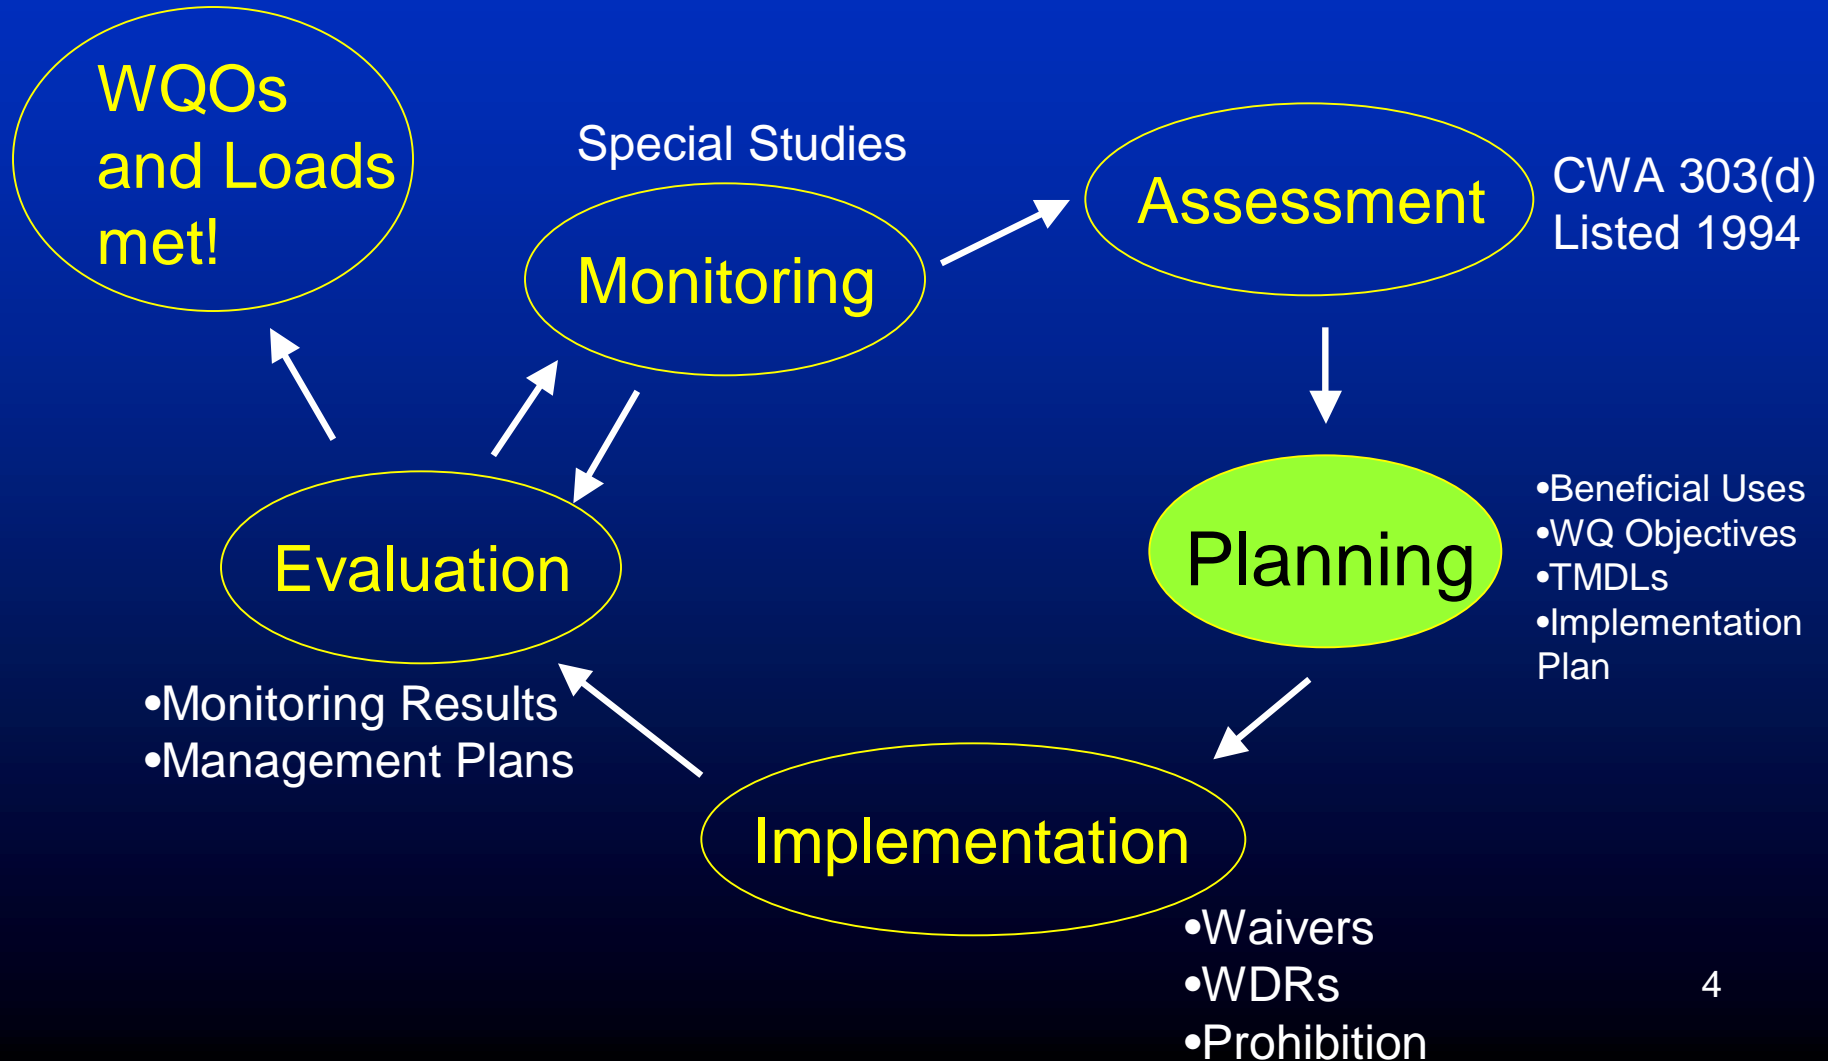 WQOs
and Loads
met!
Special Studies
Monitoring
Assessment
CWA 303(d)
Listed 1994
Planning
•Beneficial Uses
•WQ Objectives
•TMDLs
•Implementation
Plan
Evaluation
•Monitoring Results
•Management Plans
Implementation
•Waivers
•WDRs
•Prohibition
4